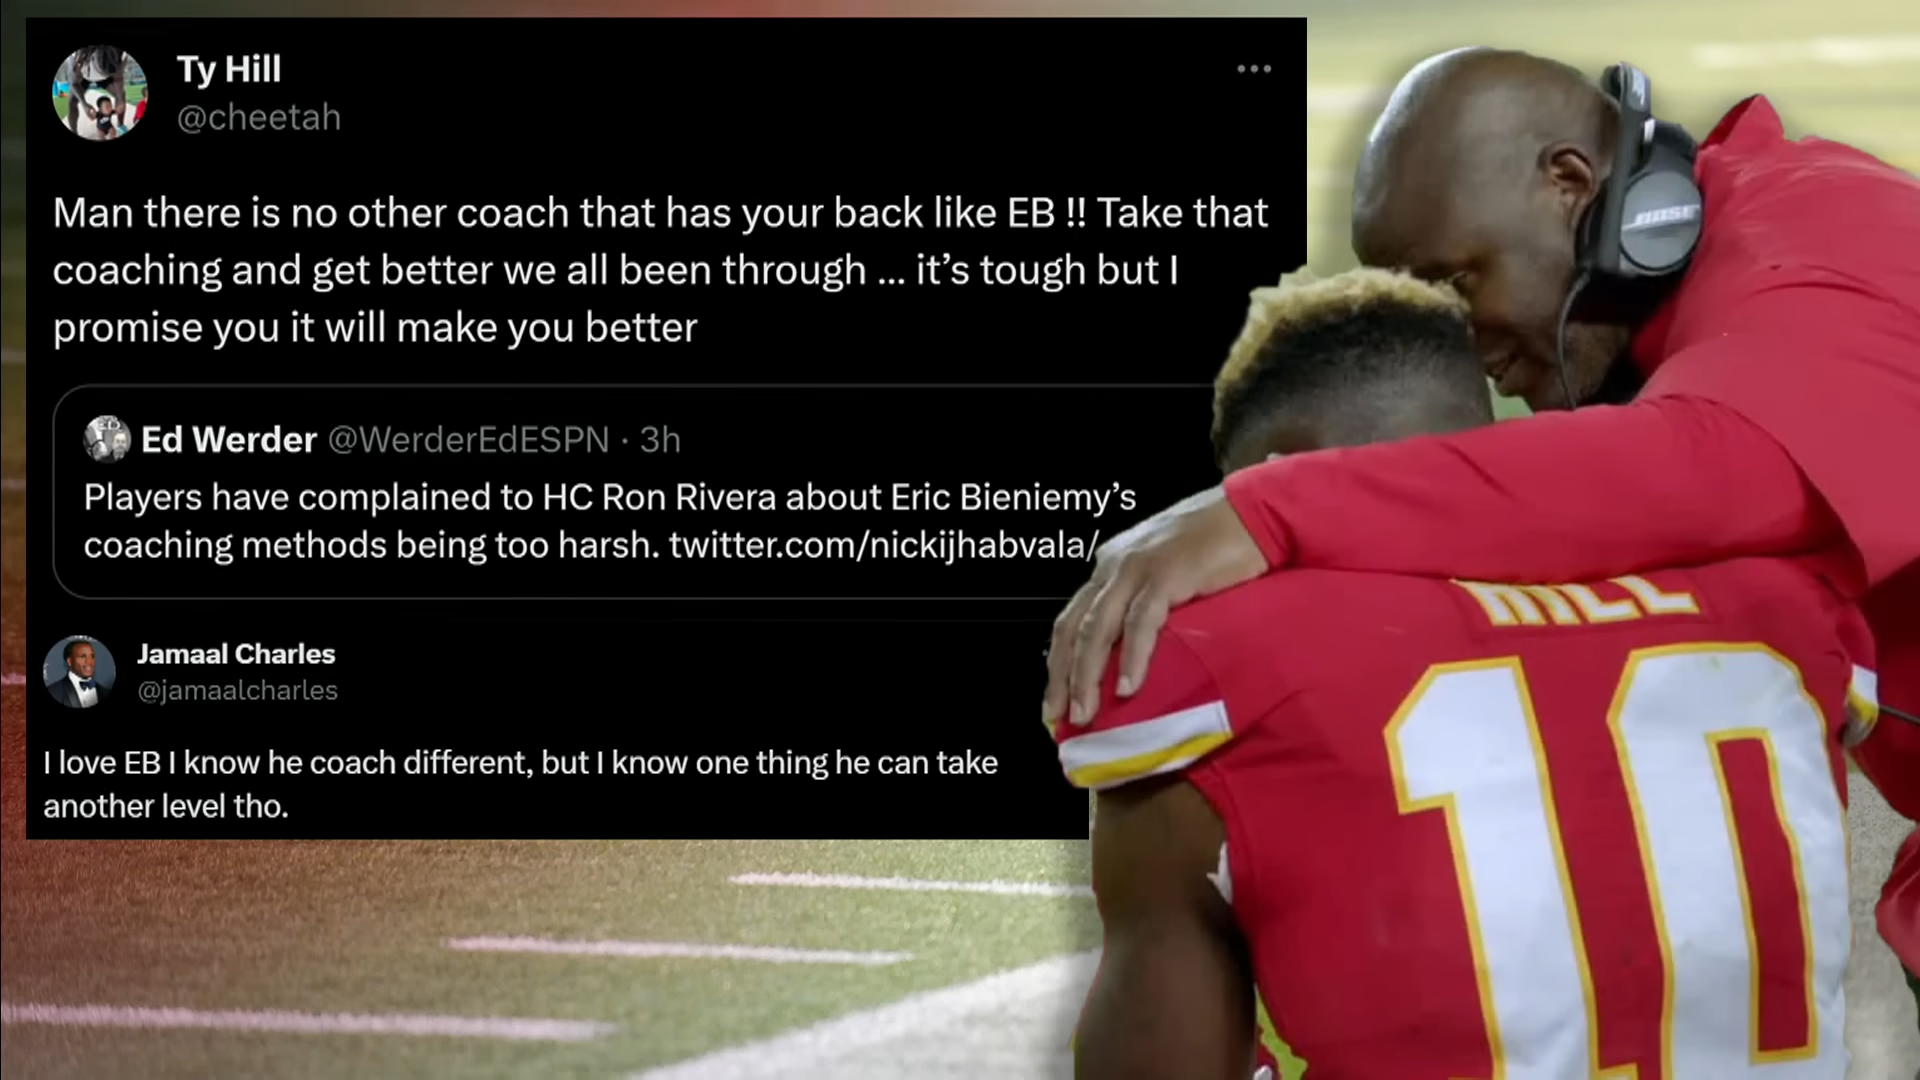 Ty Hill
@cheetah
Man there is no other coach that has your back like EB !! Take that
coaching and get better we all been through ... it’s tough but I
promise you it will make you better
Ed Werder @WerderEdESPN · 3h
Players have complained to HC Ron Rivera about Eric Bieniemy’s
coaching methods being too harsh. twitter.com/nickijhabvala/
Jamaal Charles
@jamaalcharles
I love EB I know he coach different, but I know one thing he can take
another level tho.
BOSE
HILL
10